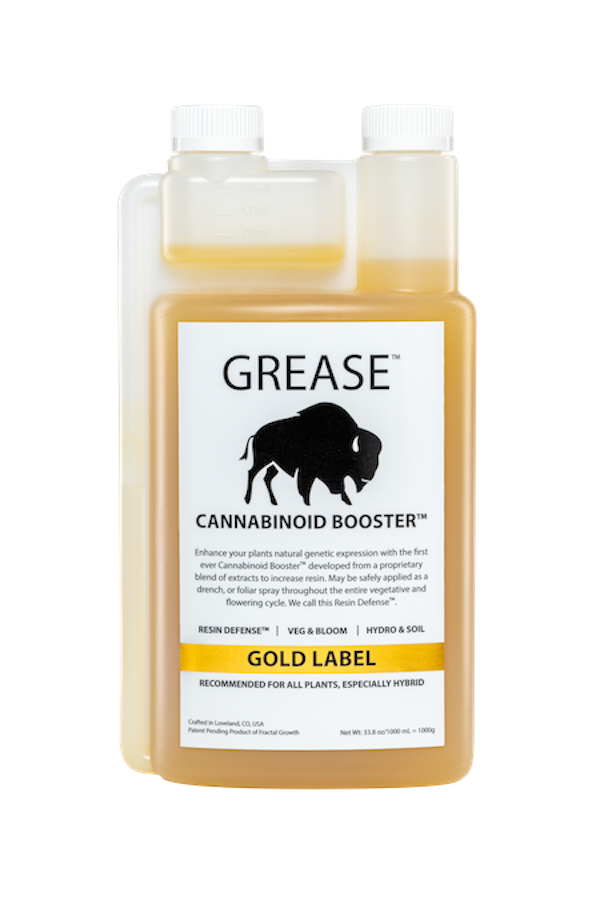 GREASE™
CANNABINOID BOOSTER™
Enhance your plants natural genetic expression with the first
ever Cannabinoid Booster™ developed from a proprietary
blend of extracts to increase resin. May be safely applied as a
drench, or foliar spray throughout the entire vegetative and
flowering cycle. We call this Resin Defense™.
RESIN DEFENSE™ | VEG & BLOOM | HYDRO & SOIL
GOLD LABEL
RECOMMENDED FOR ALL PLANTS, ESPECIALLY HYBRID
Crafted in Loveland, CO, USA
Patent Pending Product of Fractal Growth
Net Wt: 33.8 oz/1000 mL = 1000g